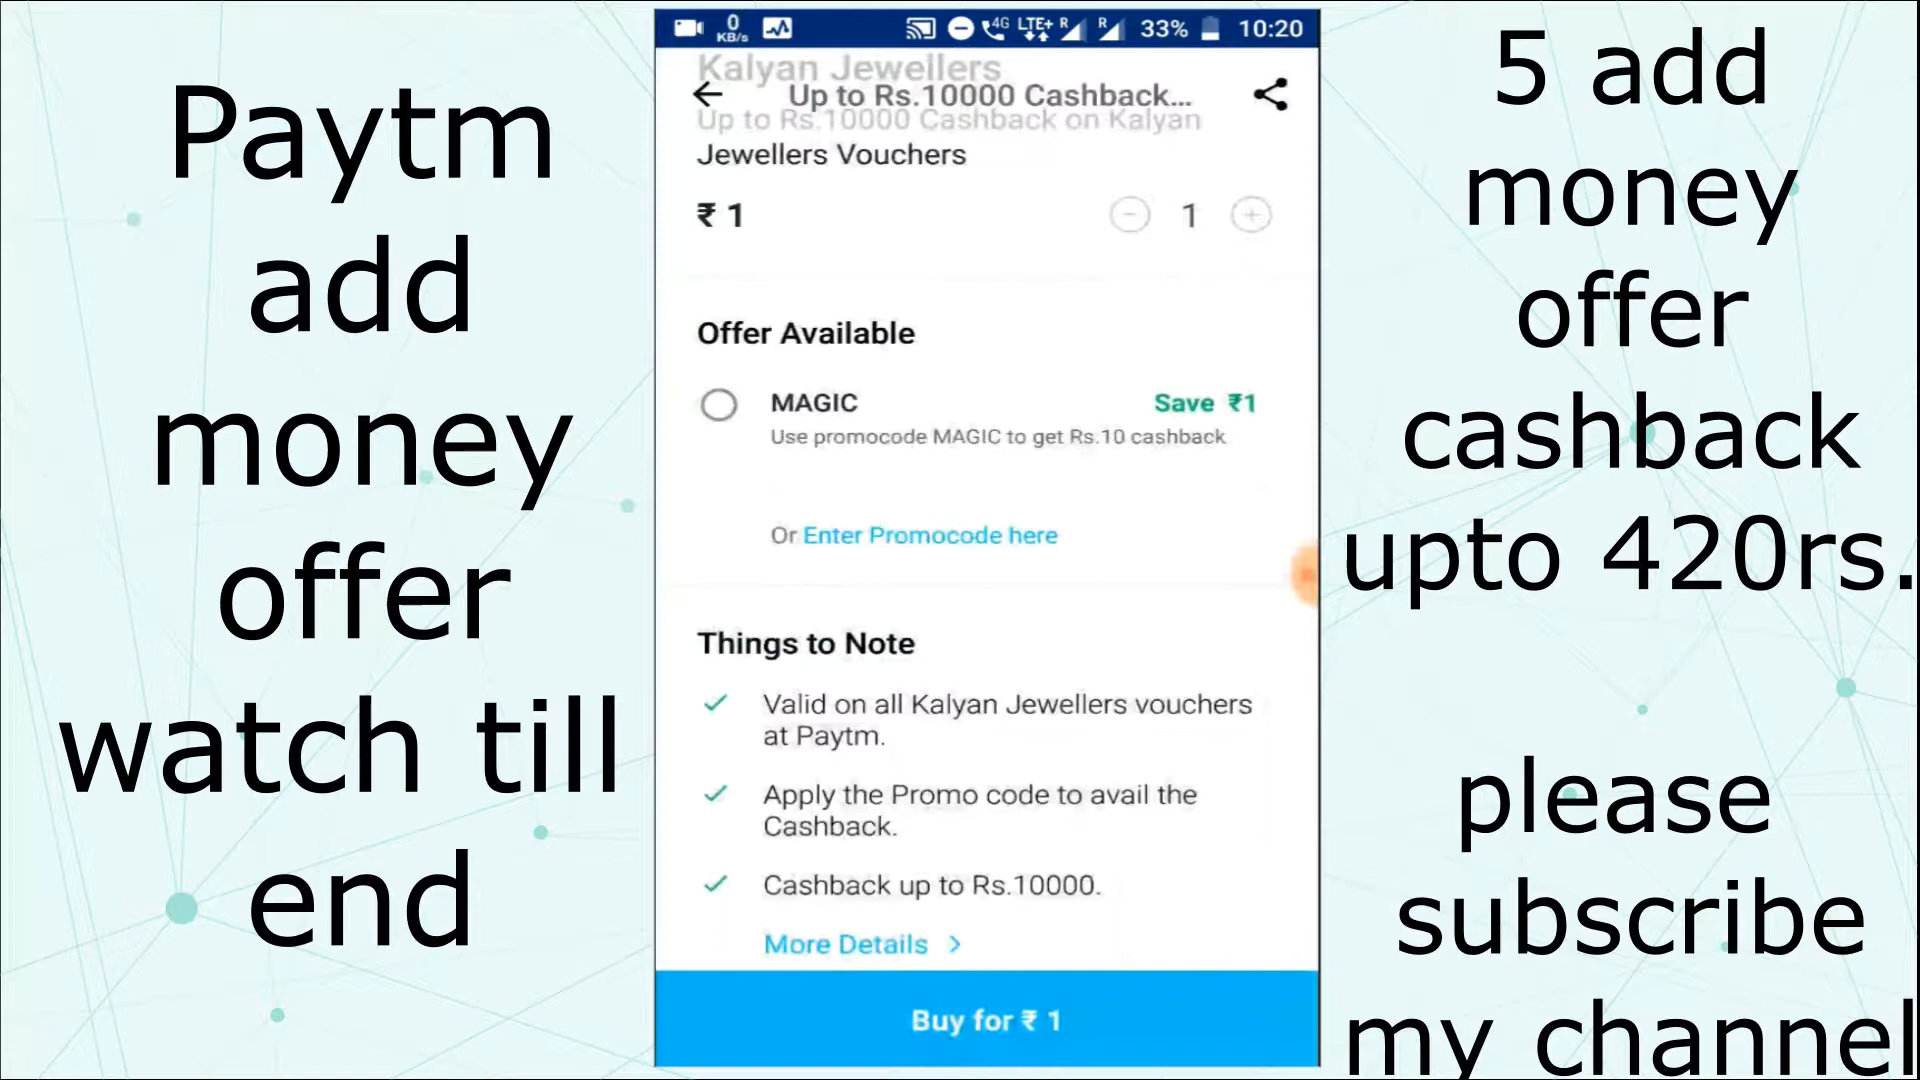 Paytm
add
money
offer
watch till
end
0
KB/s
4G LTE+ R R 33% 10:20
Kalyan Jewellers
Up to Rs.10000 Cashback...
Up to Rs.10000 Cashback on Kalyan
Jewellers Vouchers
₹ 1
1
Offer Available
MAGIC
Save ₹1
Use promocode MAGIC to get Rs.10 cashback
Or Enter Promocode here
Things to Note
Valid on all Kalyan Jewellers vouchers
at Paytm.
Apply the Promo code to avail the
Cashback.
Cashback up to Rs.10000.
More Details
Buy for ₹ 1
5 add
money
offer
cashback
upto 420rs.
please
subscribe
my channel